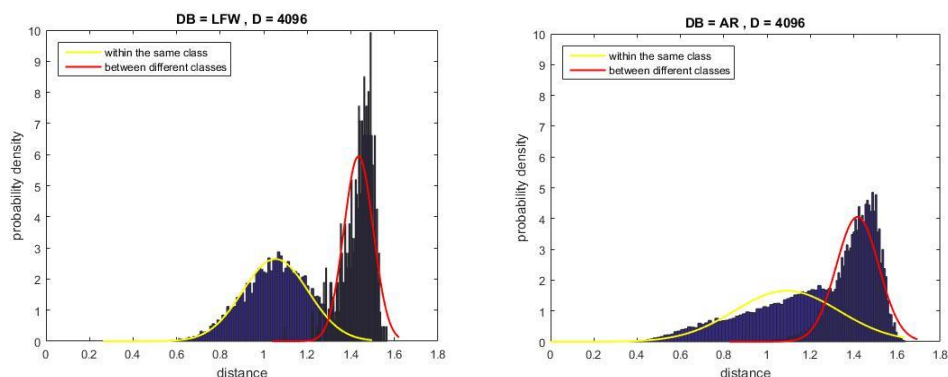 DB = LFW , D = 4096
10
9
8
7
6
5
4
3
2
1
0
probability density
within the same class
between different classes
0 0.2 0.4 0.6 0.8 1 1.2 1.4 1.6 1.8
distance
DB = AR , D = 4096
10
9
8
7
6
5
4
3
2
1
0
probability density
within the same class
between different classes
0 0.2 0.4 0.6 0.8 1 1.2 1.4 1.6 1.8
distance